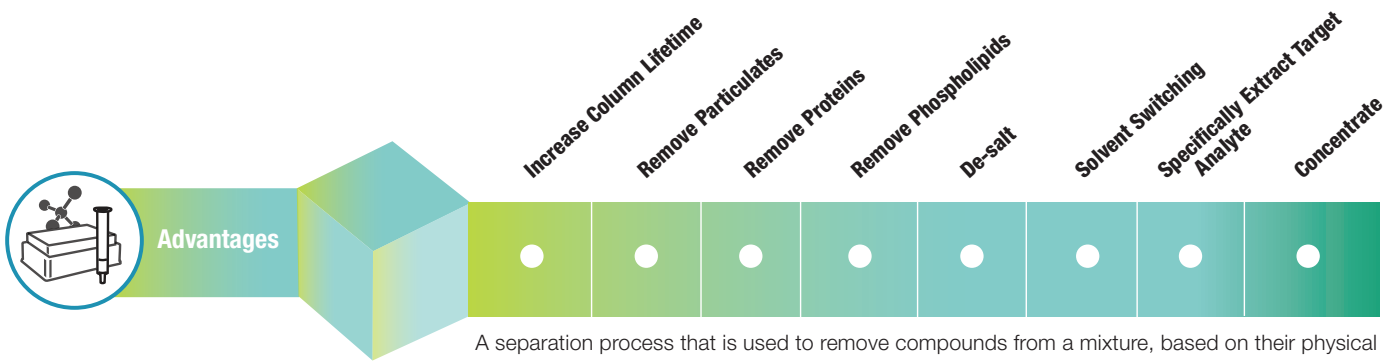 Increase Column Lifetime
Remove Particulates
Remove Proteins
Remove Phospholipids
De-salt
Solvent Switching
Specifically Extract Target
Analyte
Concentrate
Advantages
A separation process that is used to remove compounds from a mixture, based on their physical